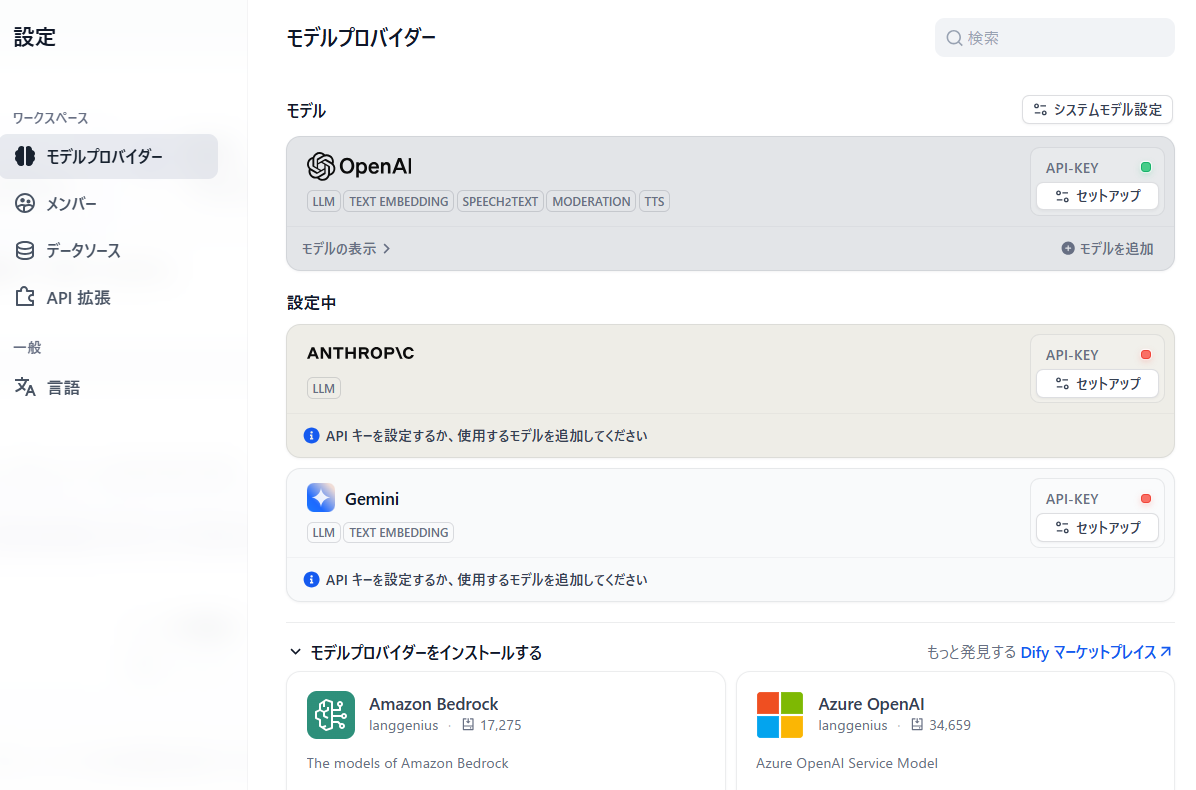 設定
ワークスペース
モデルプロバイダー
メンバー
データソース
API 拡張
一般
言語
モデルプロバイダー
検索
モデル
システムモデル設定
OpenAI
LLM TEXT EMBEDDING SPEECH2TEXT MODERATION TTS
API-KEY
セットアップ
モデルの表示
モデルを追加
設定中
ANTHROP\C
LLM
API-KEY
セットアップ
API キーを設定するか、使用するモデルを追加してください
Gemini
LLM TEXT EMBEDDING
API-KEY
セットアップ
API キーを設定するか、使用するモデルを追加してください
モデルプロバイダーをインストールする
もっと発見する Dify マーケットプレイス
Amazon Bedrock
langgenius · 17,275
The models of Amazon Bedrock
Azure OpenAI
langgenius · 34,659
Azure OpenAI Service Model